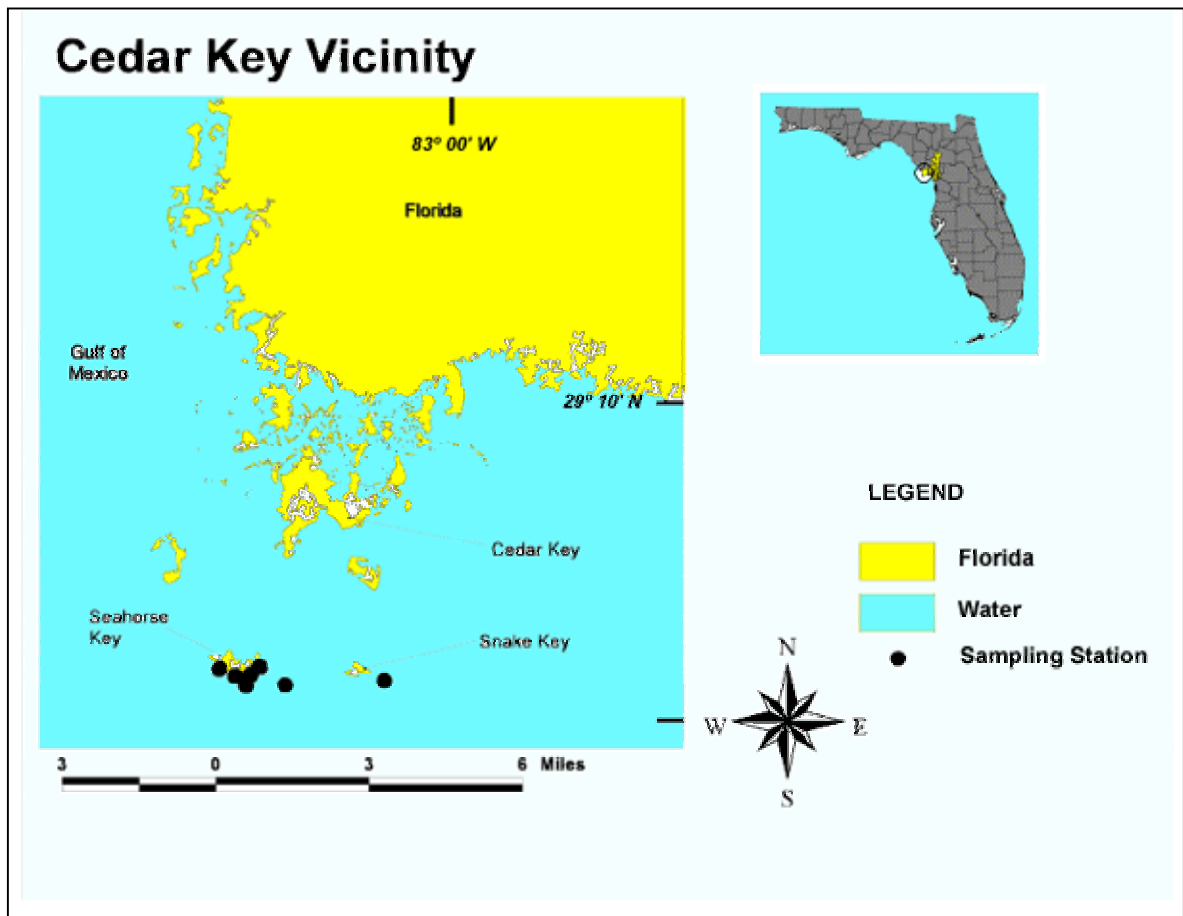 Cedar Key Vicinity
83° 00' W
Florida
Gulf of
Mexico
29° 10' N
Cedar Key
Seahorse
Key
Snake Key
3 0 3 6 Miles
LEGEND
Florida
Water
Sampling Station
N
W E
S